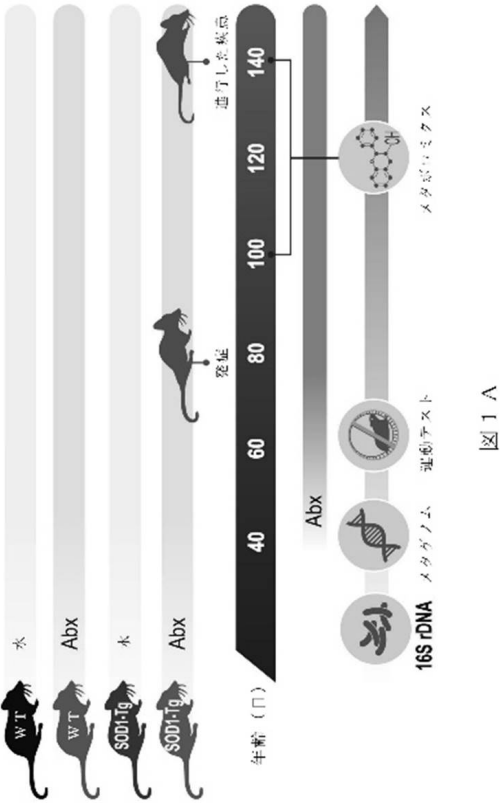 WT
水
WT
Abx
SOD1-Tg
水
SOD1-Tg
Abx
発症
進行した疾患
年齢 (日)
40
60
80
100
120
140
Abx
16S rDNA
メタゲノム
運動テスト
メタボロミクス
OH
図 1 A